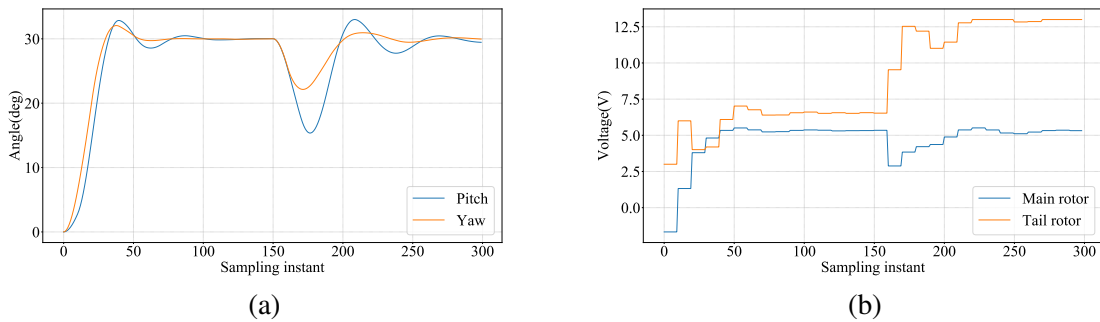 30
20
10
0
Angle(deg)
Pitch
Yaw
0 50 100 150 200 250 300
Sampling instant
(a)
12.5
10.0
7.5
5.0
2.5
0.0
Voltage(V)
Main rotor
Tail rotor
0 50 100 150 200 250 300
Sampling instant
(b)